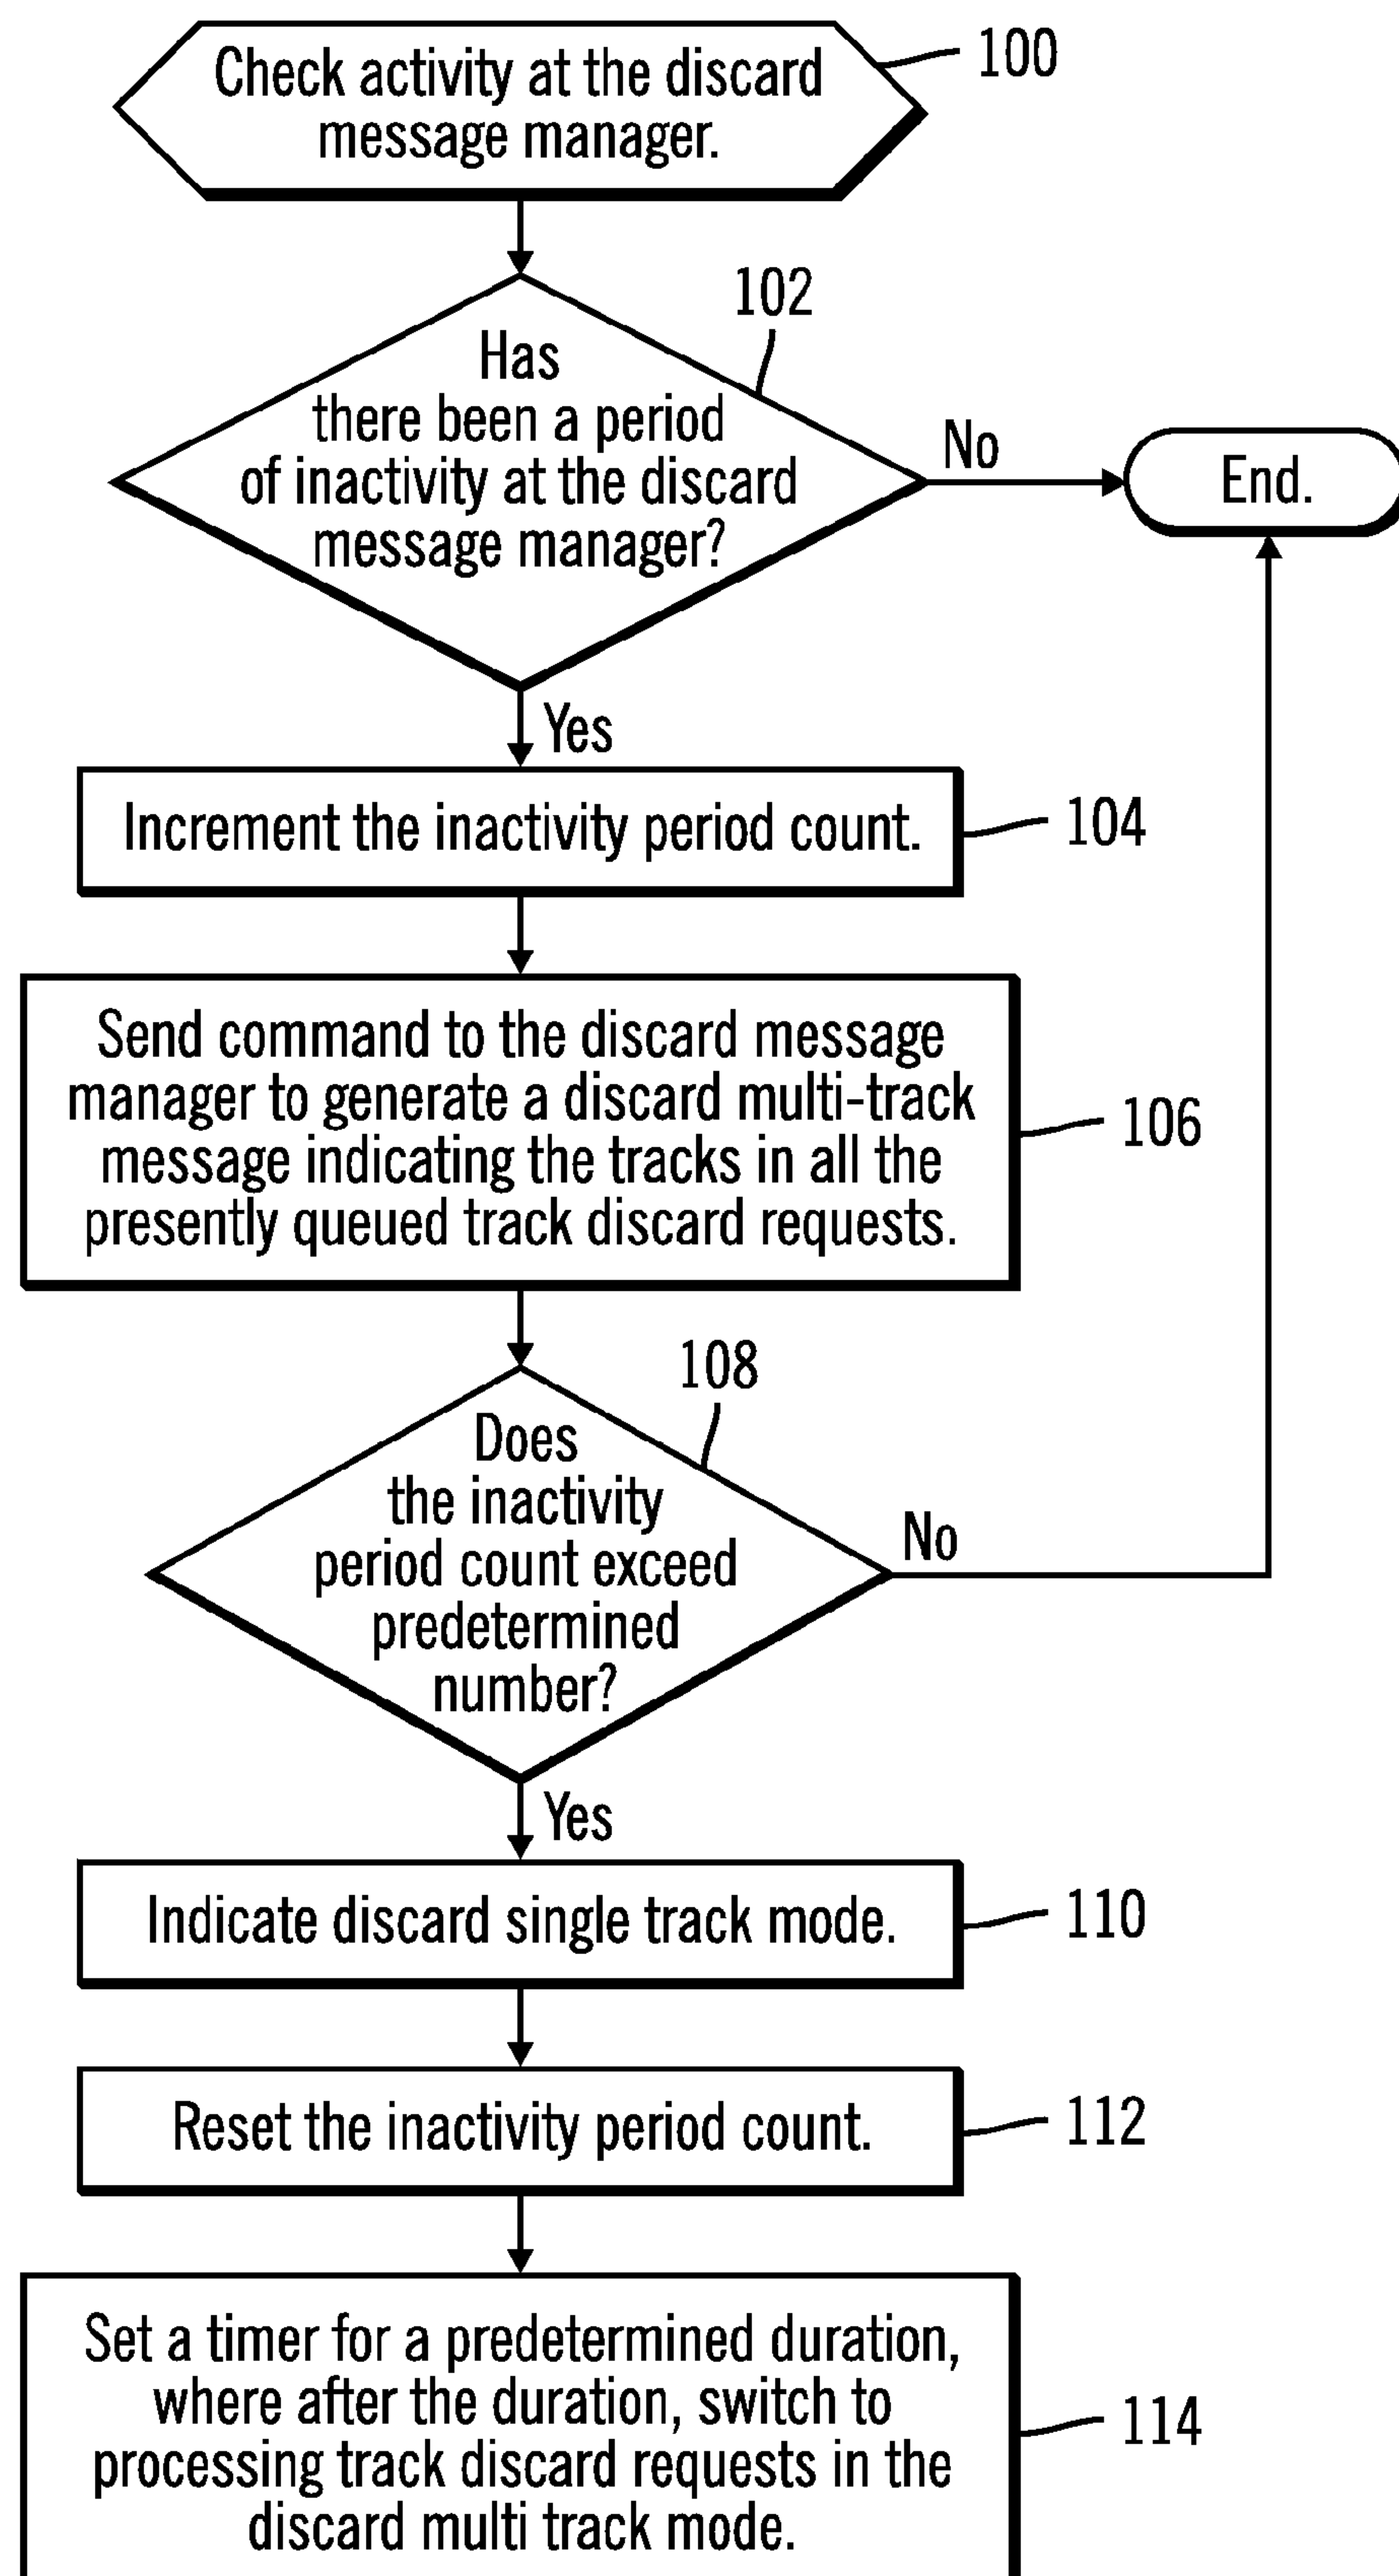 Check activity at the discard
message manager.
100
102
Has
there been a period
of inactivity at the discard
message manager?
No
End.
Yes
Increment the inactivity period count.
104
Send command to the discard message
manager to generate a discard multi-track
message indicating the tracks in all the
presently queued track discard requests.
106
108
Does
the inactivity
period count exceed
predetermined
number?
No
Yes
Indicate discard single track mode.
110
Reset the inactivity period count.
112
Set a timer for a predetermined duration,
where after the duration, switch to
processing track discard requests in the
discard multi track mode.
114